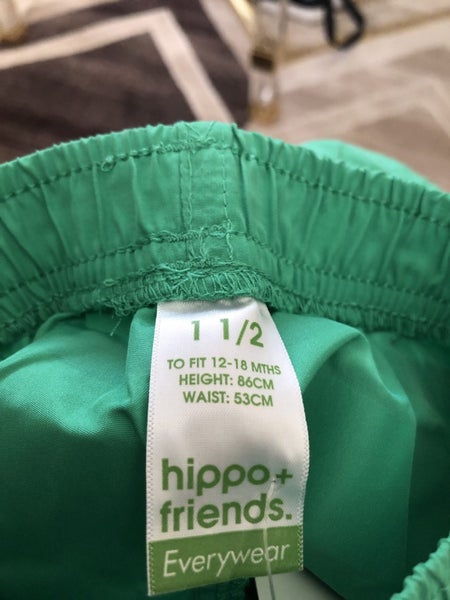 1 1/2
TO FIT 12-18 MTHS
HEIGHT: 86CM
WAIST: 53CM
hippo+
friends.
Everywear